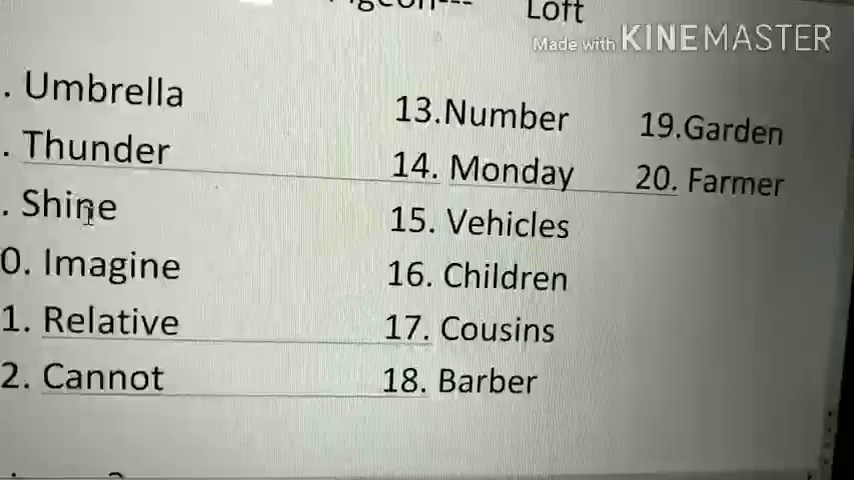 Loft
Made with KINEMASTER
. Umbrella 13.Number 19.Garden
. Thunder 14. Monday 20. Farmer
. Shine 15. Vehicles
0. Imagine 16. Children
1. Relative 17. Cousins
2. Cannot 18. Barber